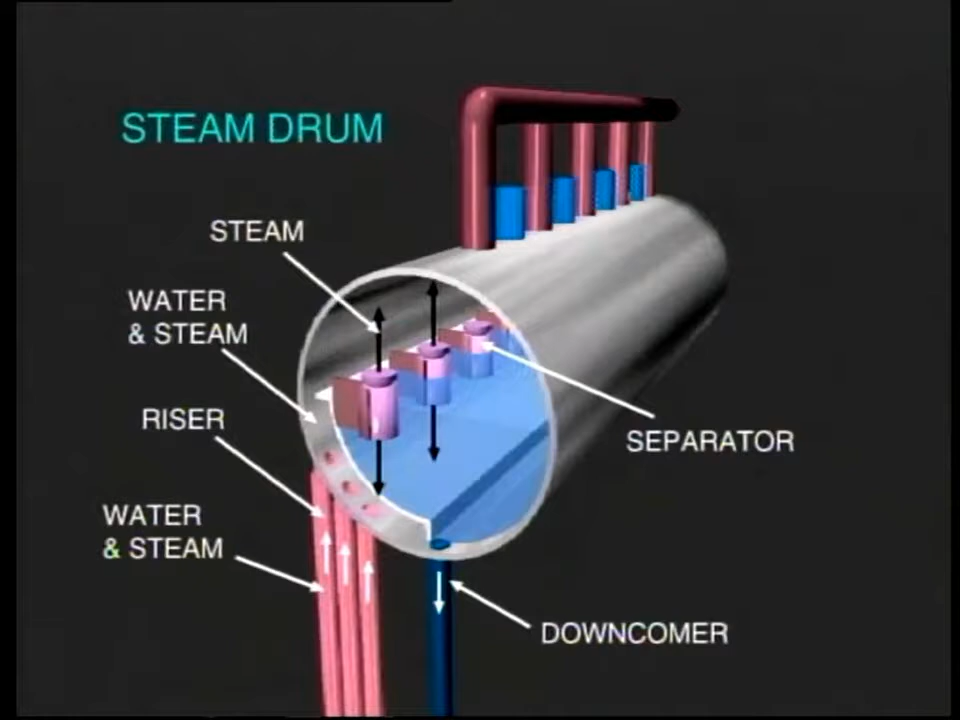 STEAM DRUM
STEAM
WATER
& STEAM
RISER
SEPARATOR
WATER
& STEAM
DOWNCOMER